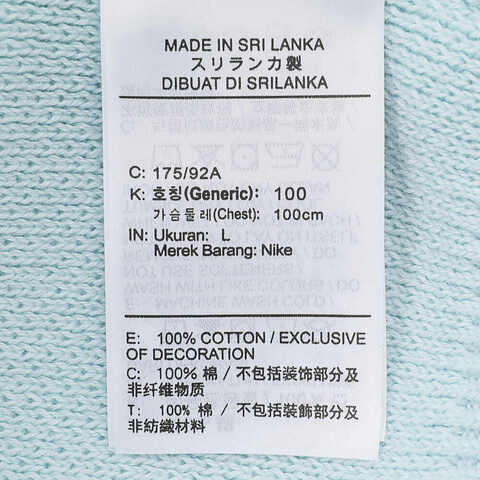 MADE IN SRI LANKA
スリランカ製
DIBUAT DI SRILANKA
C: 175/92A
K: 호칭(Generic): 100
가슴둘레(Chest): 100cm
IN: Ukuran: L
Merek Barang: Nike
E: 100% COTTON / EXCLUSIVE
OF DECORATION
C: 100% 棉 / 不包括装饰部分及
非纤维物质
T: 100% 棉 / 不包括裝飾部分及
非紡織材料